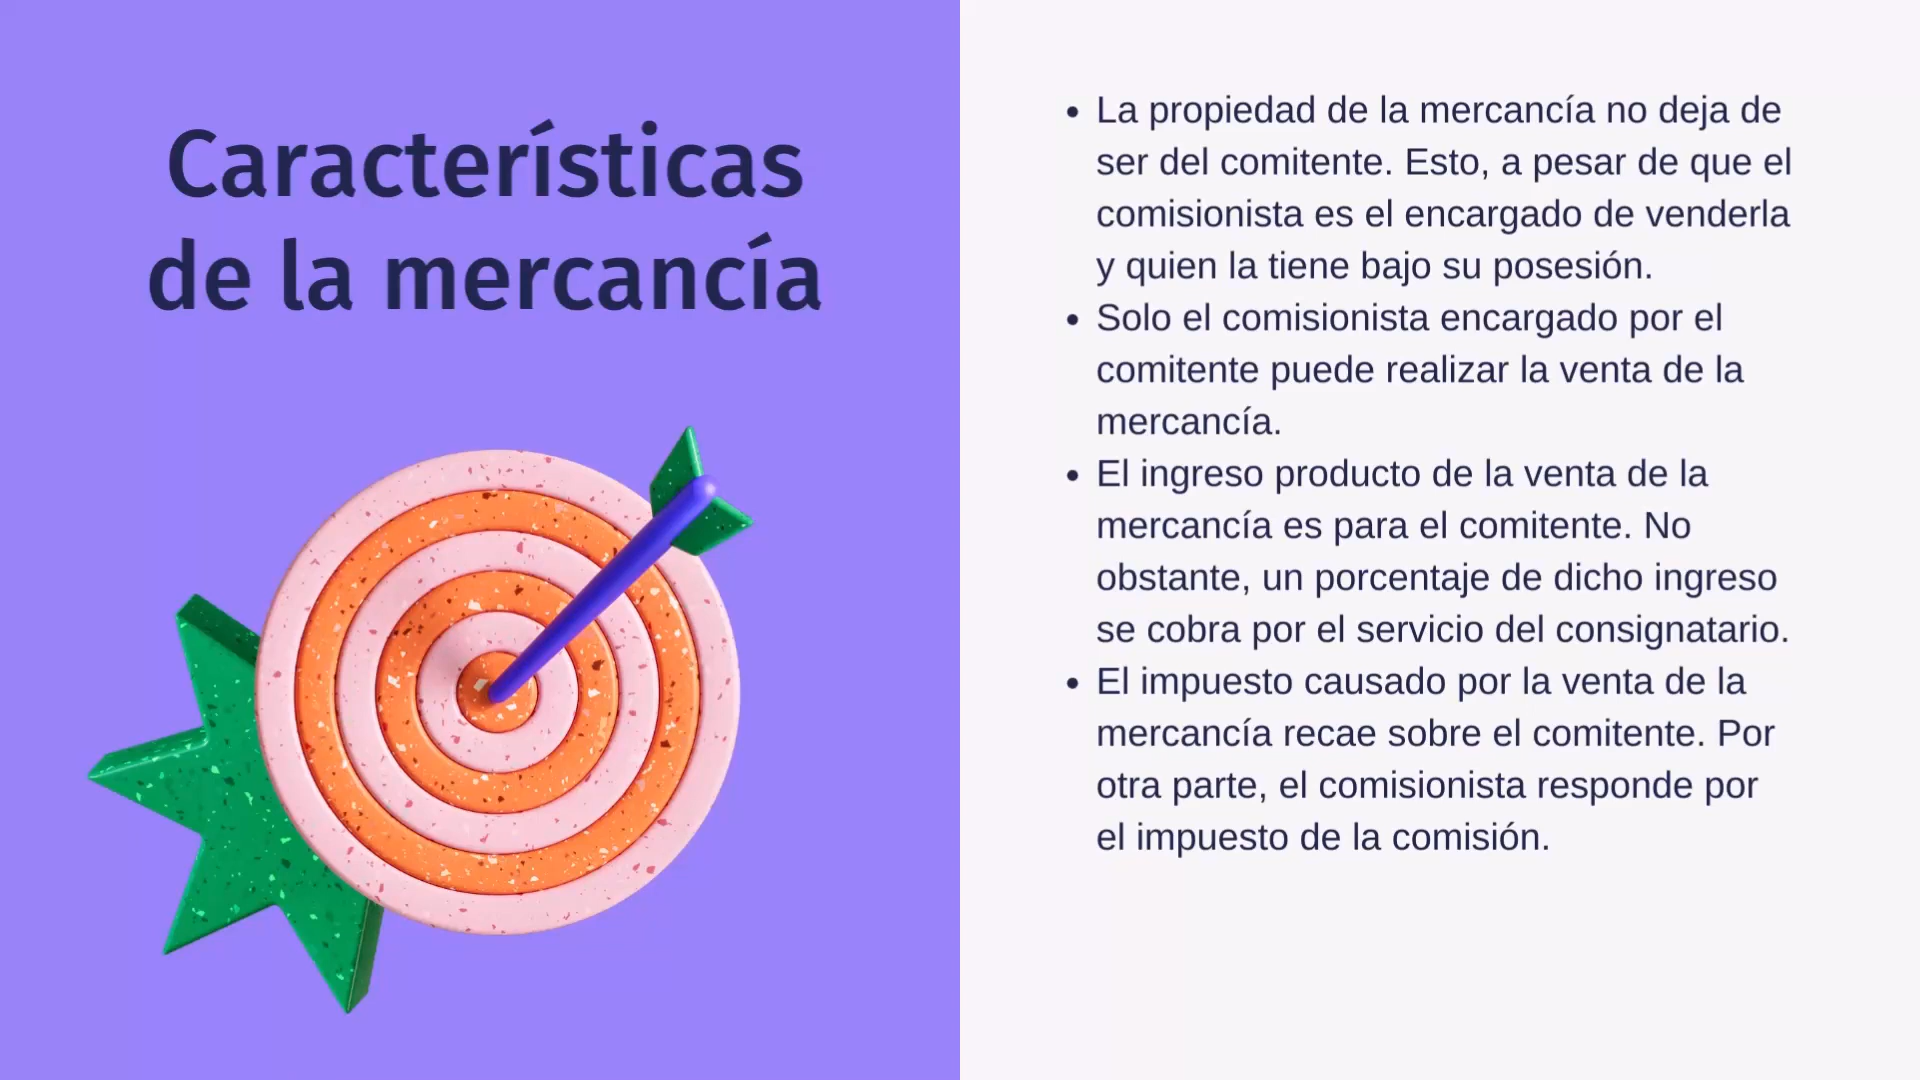 Características
de la mercancía
• La propiedad de la mercancía no deja de
ser del comitente. Esto, a pesar de que el
comisionista es el encargado de venderla
y quien la tiene bajo su posesión.
• Solo el comisionista encargado por el
comitente puede realizar la venta de la
mercancía.
• El ingreso producto de la venta de la
mercancía es para el comitente. No
obstante, un porcentaje de dicho ingreso
se cobra por el servicio del consignatario.
• El impuesto causado por la venta de la
mercancía recae sobre el comitente. Por
otra parte, el comisionista responde por
el impuesto de la comisión.